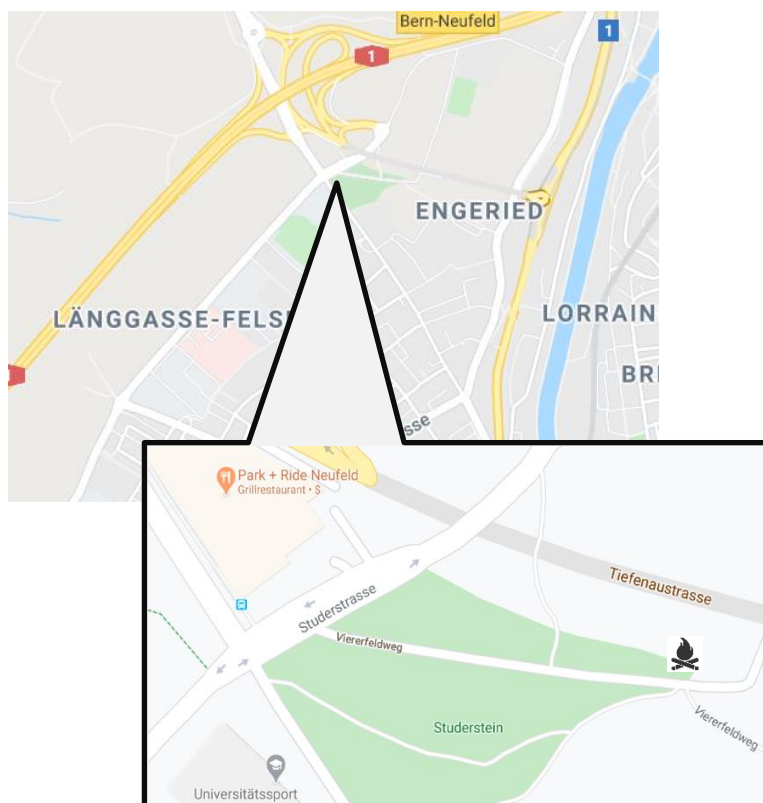 Bern-Neufeld
1
1
ENGERIED
LÄNGGASSE-FELS
LORRAIN
BR
sse
Park + Ride Neufeld
Grillrestaurant • $
Tiefenaustrasse
Studerstrasse
Viererfeldweg
Viererfeldweg
Studerstein
Universitätssport